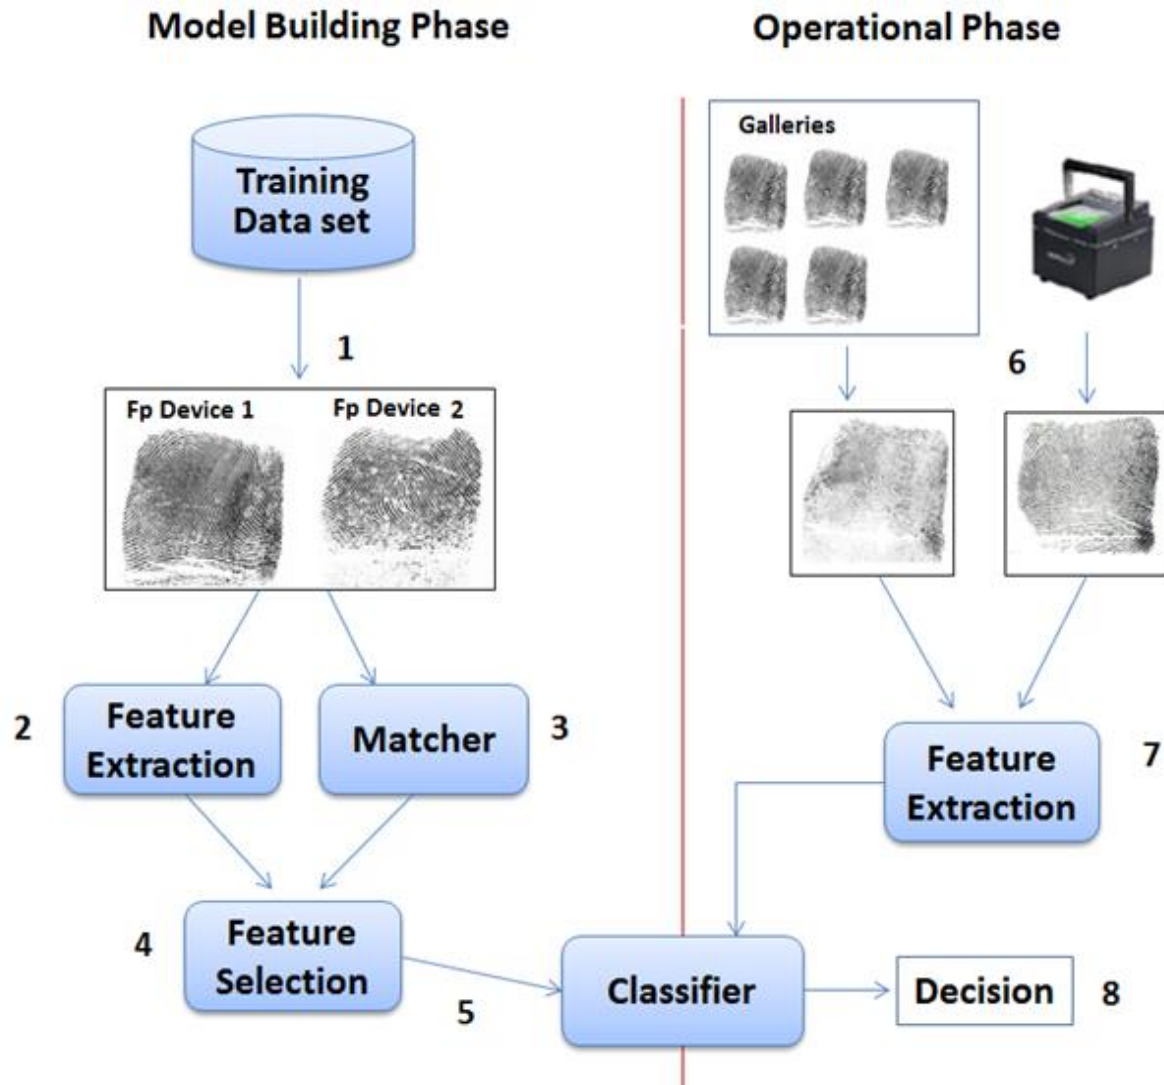 Model Building Phase
Operational Phase
Training
Data set
Galleries
1
6
Fp Device 1
Fp Device 2
2
Feature
Extraction
Matcher
3
Feature
Extraction
7
4
Feature
Selection
5
Classifier
Decision
8